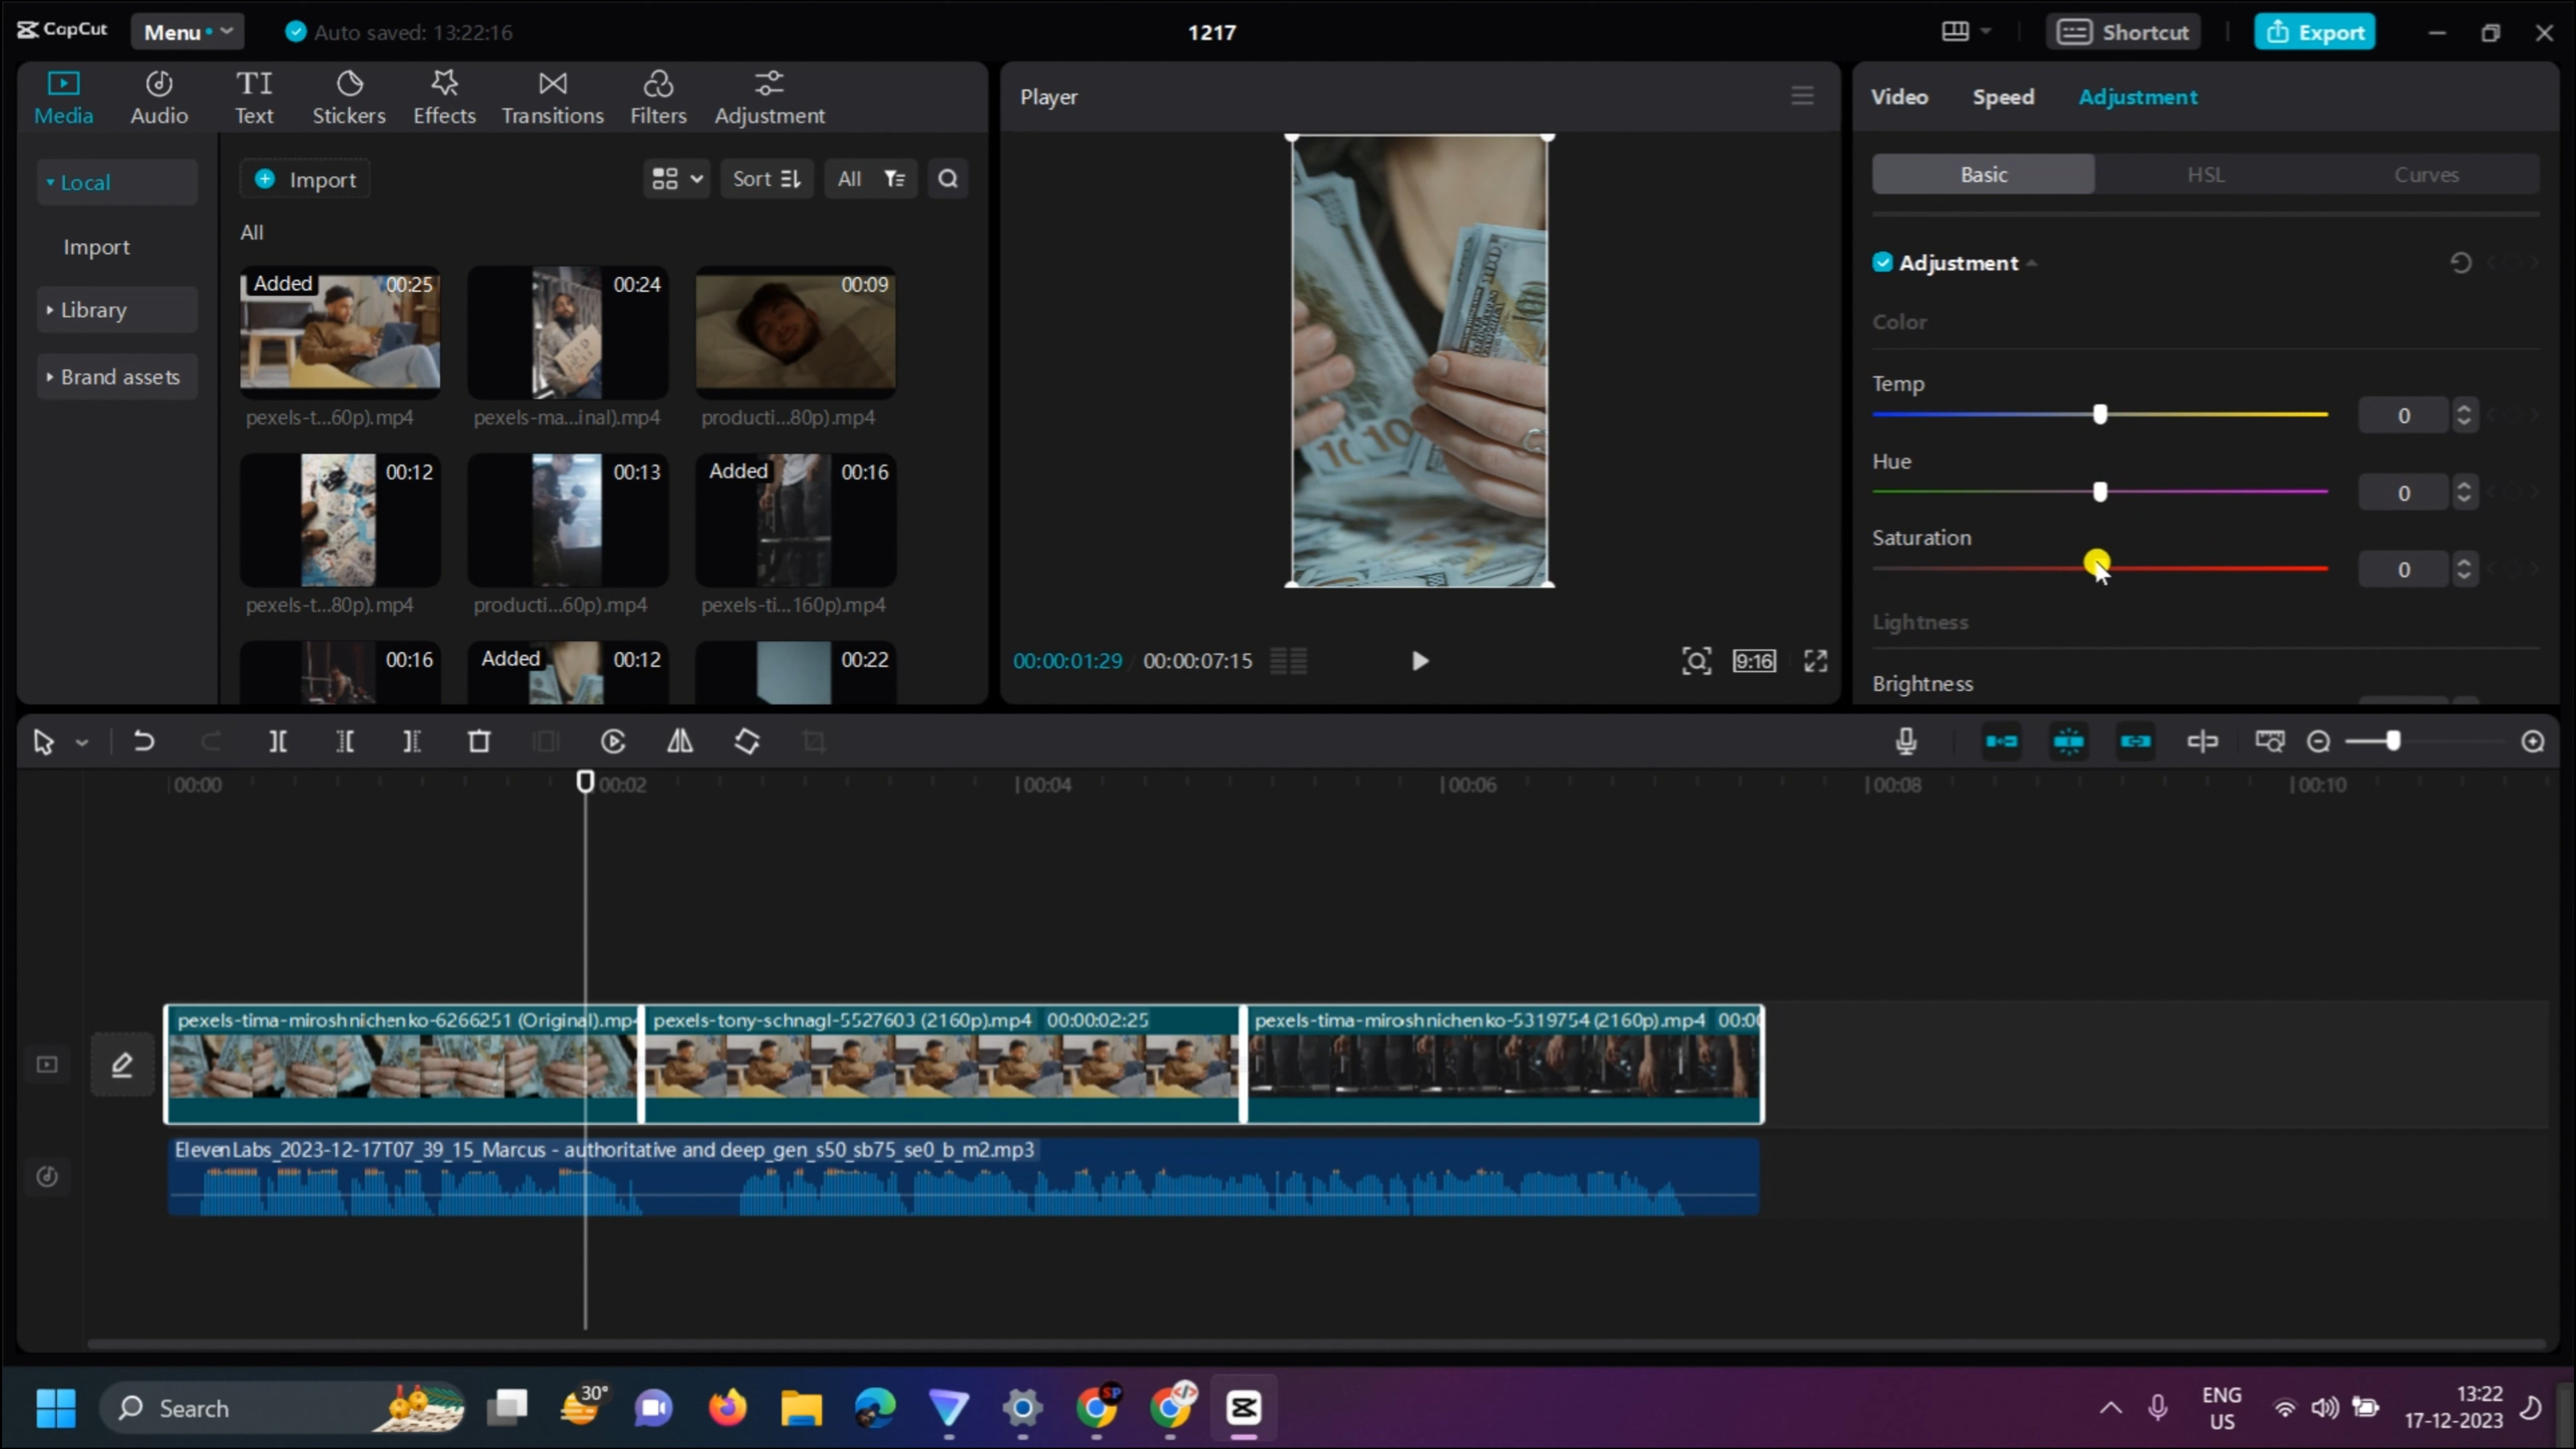 CapCut
Menu
Auto saved: 13:22:16
1217
Shortcut
Export
Media
Audio
TI
Text
Stickers
Effects
Transitions
Filters
Adjustment
Local
Import
Library
Brand assets
Import
Sort
All
All
Added
00:25
00:24
00:09
pexels-t...60p).mp4
pexels-ma...inal).mp4
producti...80p).mp4
00:12
00:13
Added
00:16
pexels-t...80p).mp4
producti...60p).mp4
pexels-ti...160p).mp4
00:16
Added
00:12
00:22
Player
00:00:01:29
00:00:07:15
9:16
Video
Speed
Adjustment
Basic
HSL
Curves
Adjustment
Color
Temp
0
Hue
0
Saturation
0
Lightness
Brightness
00:00
00:02
00:04
00:06
00:08
00:10
pexels-tima-miroshnichenko-6266251 (Original).mp4
pexels-tony-schnagl-5527603 (2160p).mp4 00:00:02:25
pexels-tima-miroshnichenko-5319754 (2160p).mp4 00:00
ElevenLabs_2023-12-17T07_39_15_Marcus - authoritative and deep_gen_s50_sb75_se0_b_m2.mp3
Search
30°
SP
ENG
US
13:22
17-12-2023